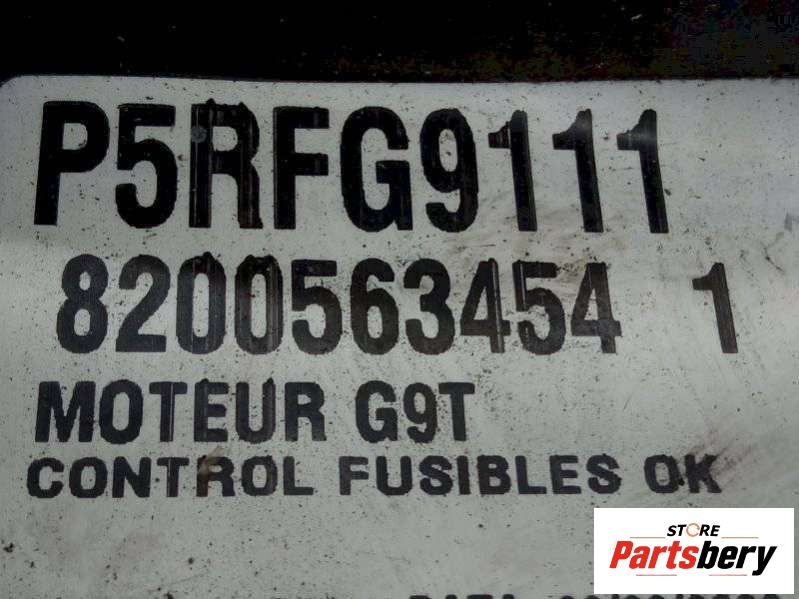 P5RFG9111
8200563454 1
MOTEUR G9T
CONTROL FUSIBLES OK
STORE
Partsbery